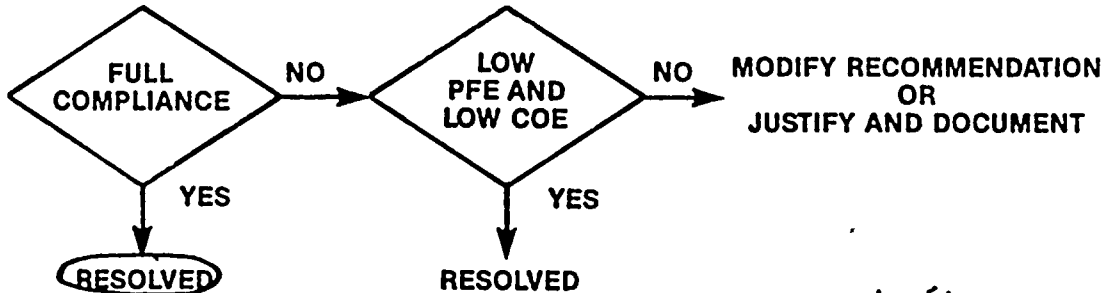 FULL
COMPLIANCE
NO
LOW
PFE AND
LOW COE
NO
MODIFY RECOMMENDATION
OR
JUSTIFY AND DOCUMENT
YES
YES
RESOLVED
RESOLVED